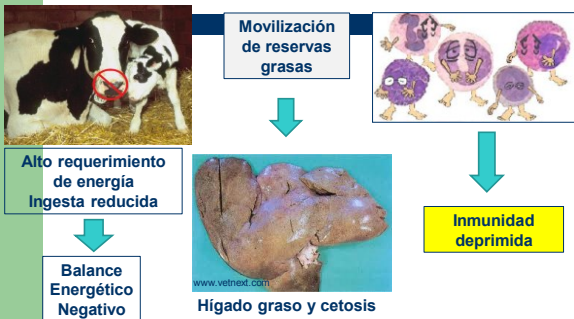 Alto requerimiento
de energía
Ingesta reducida
Balance
Energético
Negativo
Movilización
de reservas
grasas
www.vetnext.com
Hígado graso y cetosis
Inmunidad
deprimida